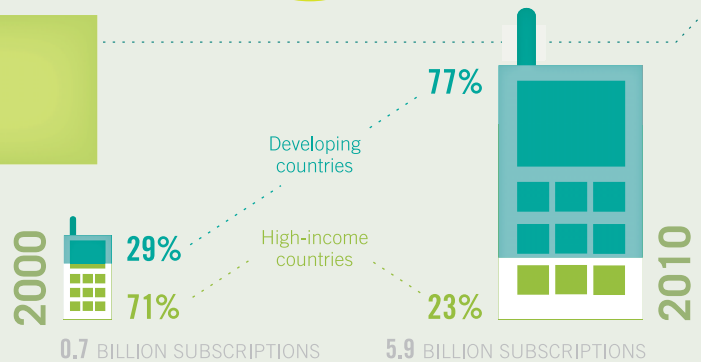 77%
Developing
countries
2000
29%
High-income
countries
2010
71%
23%
0.7 BILLION SUBSCRIPTIONS
5.9 BILLION SUBSCRIPTIONS